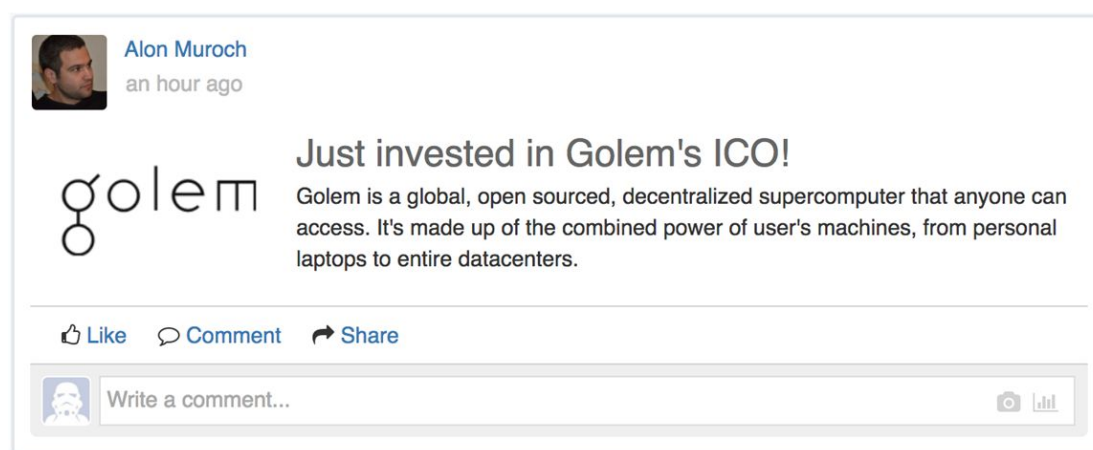 Alon Muroch
an hour ago
golem
Just invested in Golem's ICO!
Golem is a global, open sourced, decentralized supercomputer that anyone can
access. It's made up of the combined power of user's machines, from personal
laptops to entire datacenters.
Like Comment Share
Write a comment...